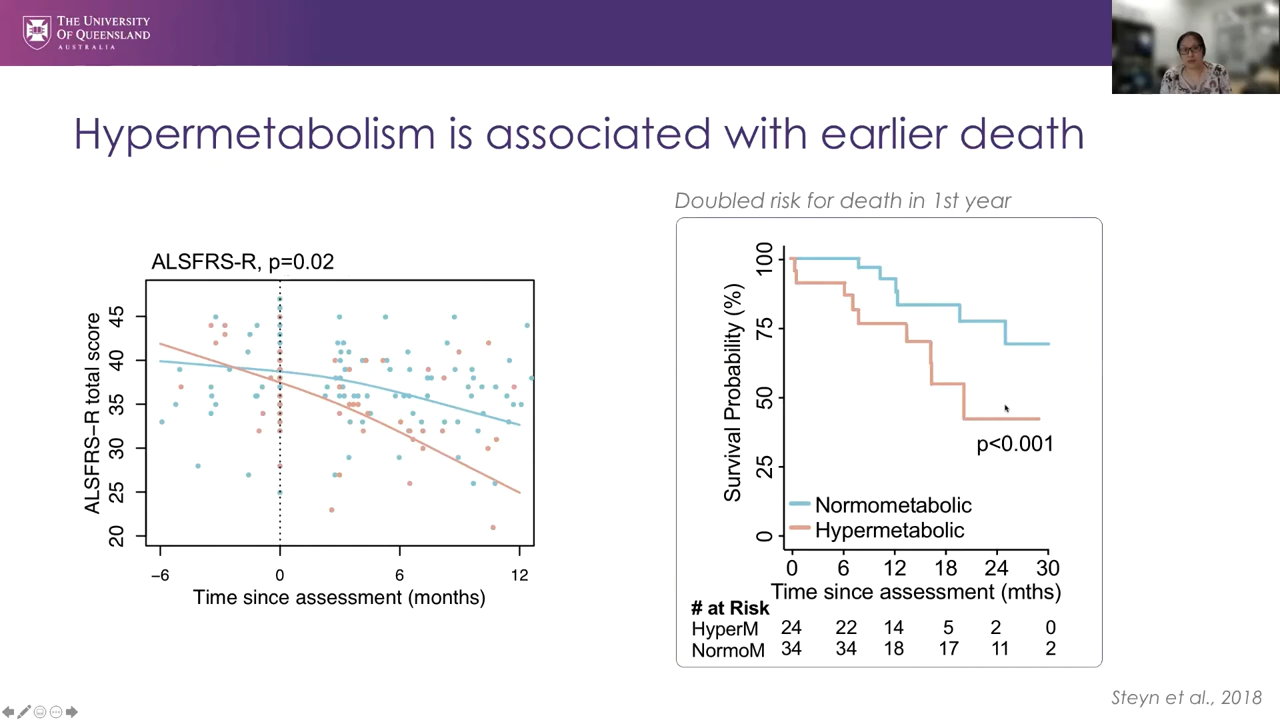 THE UNIVERSITY
OF QUEENSLAND
AUSTRALIA
Hypermetabolism is associated with earlier death
Doubled risk for death in 1st year
ALSFRS-R, p=0.02
ALSFRS-R total score
45
40
35
30
25
20
-6 0 6 12
Time since assessment (months)
Survival Probability (%)
100
75
50
25
0
p<0.001
Normometabolic
Hypermetabolic
0 6 12 18 24 30
Time since assessment (mths)
# at Risk
HyperM 24 22 14 5 2 0
NormoM 34 34 18 17 11 2
Steyn et al., 2018